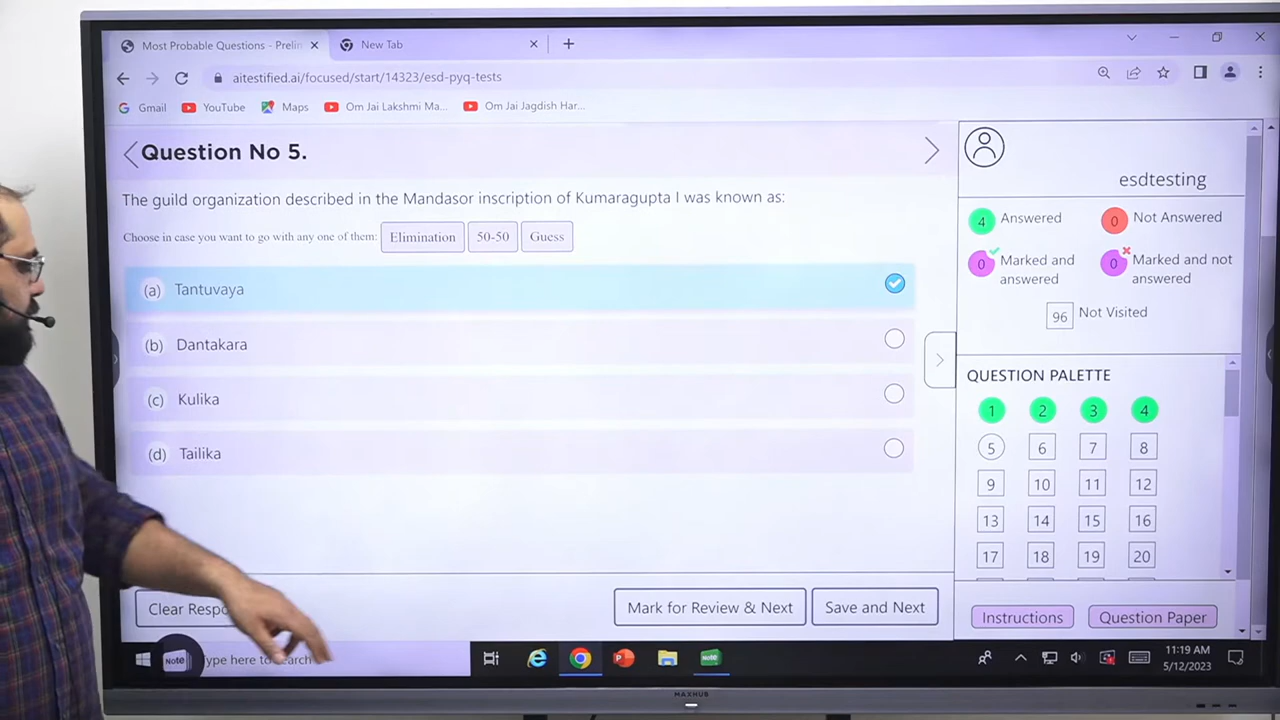 Most Probable Questions - Prelin
New Tab
aitestified.ai/focused/start/14323/esd-pyq-tests
Gmail
YouTube
Maps
Om Jai Lakshmi Ma...
Om Jai Jagdish Har...
Question No 5.
The guild organization described in the Mandasor inscription of Kumaragupta I was known as:
Choose in case you want to go with any one of them: Elimination 50-50 Guess
(a) Tantuvaya
(b) Dantakara
(c) Kulika
(d) Tailika
Clear Respo
Mark for Review & Next
Save and Next
esdtesting
4 Answered
0 Not Answered
0 Marked and answered
0 Marked and not answered
96 Not Visited
QUESTION PALETTE
1 2 3 4
5 6 7 8
9 10 11 12
13 14 15 16
17 18 19 20
Instructions
Question Paper
Note
ype here to search
Note
11:19 AM
5/12/2023
MAXHUB